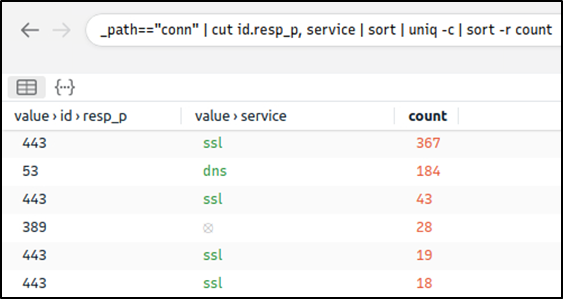 _path=="conn" | cut id.resp_p, service | sort | uniq -c | sort -r count
value › id › resp_p value › service count
443 ssl 367
53 dns 184
443 ssl 43
389 28
443 ssl 19
443 ssl 18